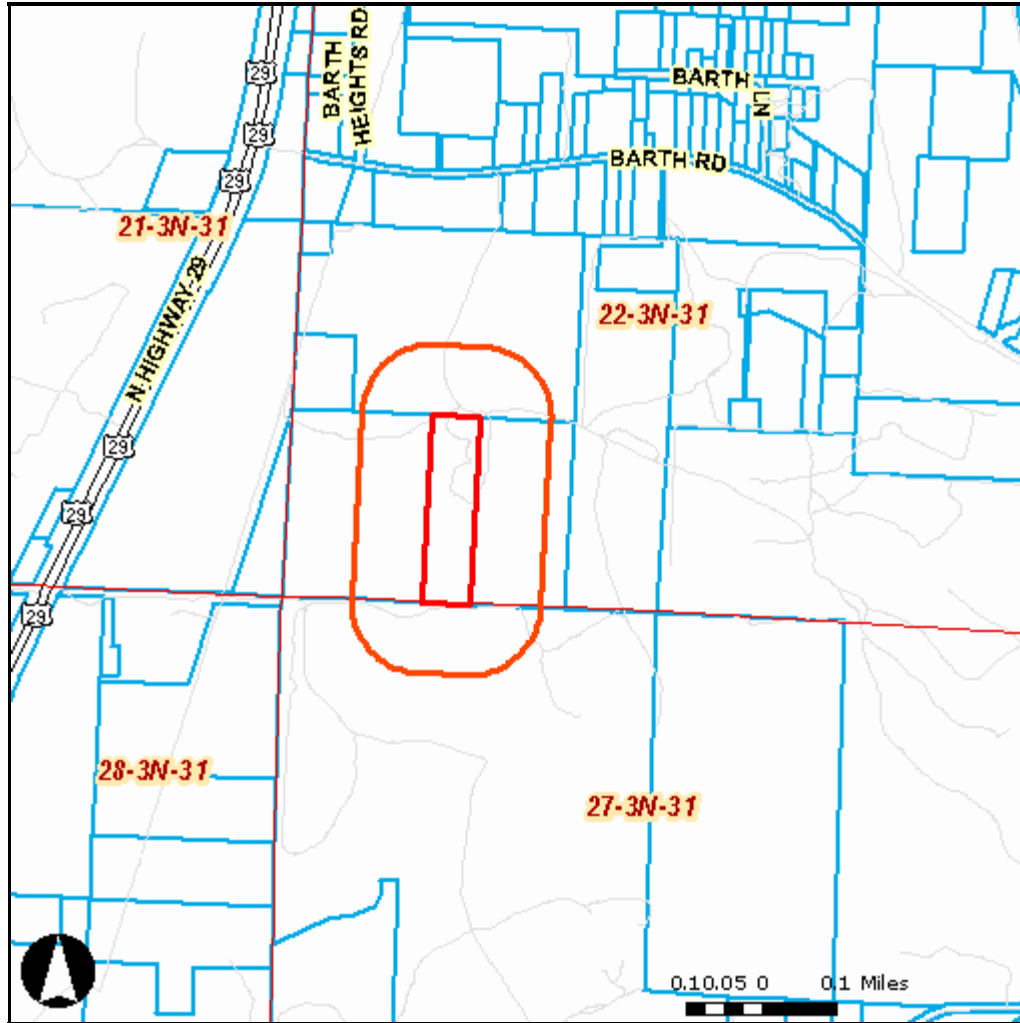 29
29
29
BARTH
HEIGHTS RD
BARTH
LN
BARTH RD
21-3N-31
N HIGHWAY 29
22-3N-31
29
29
29
28-3N-31
27-3N-31
0.10.05 0 0.1 Miles